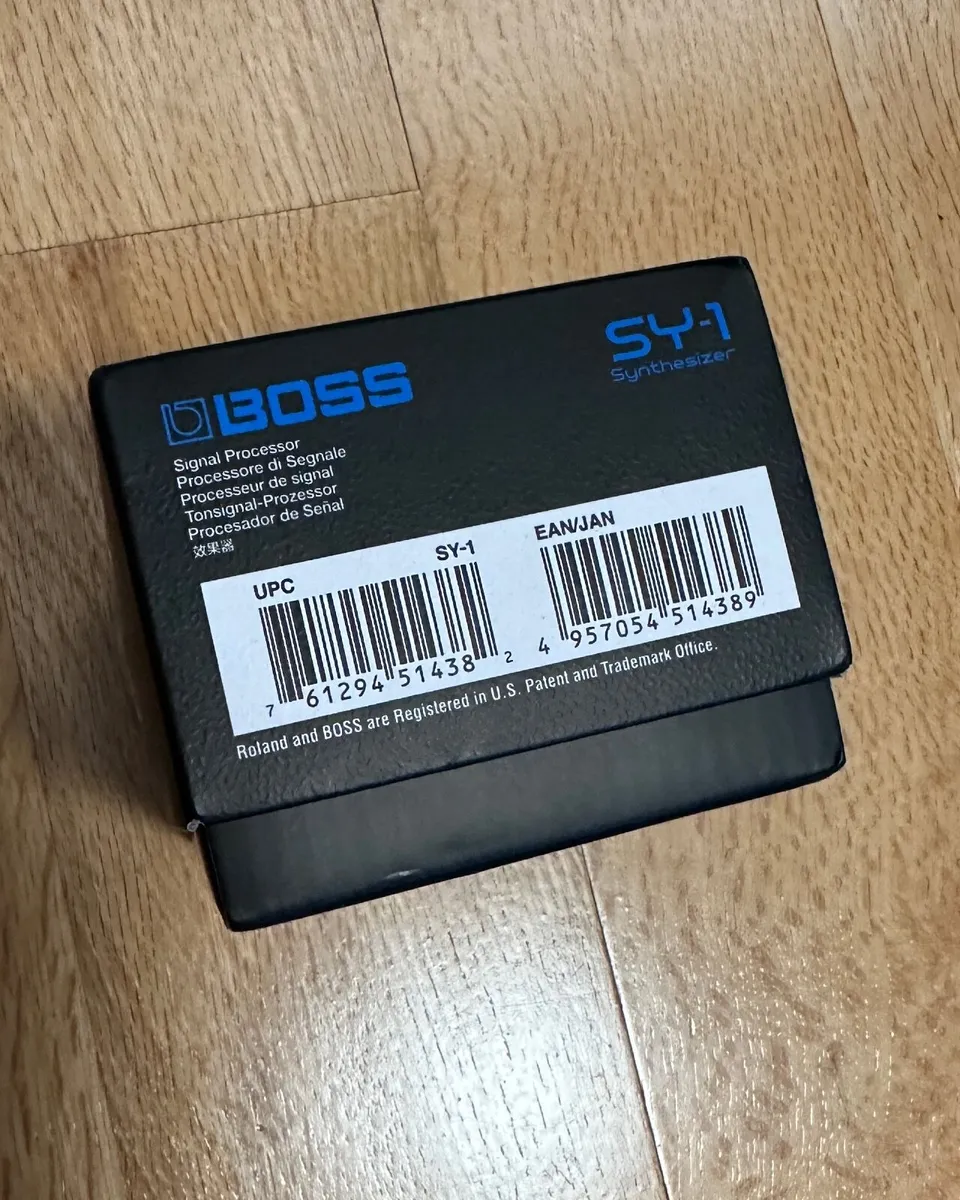 BOSS
SY-1
Synthesizer
Signal Processor
Processore di Segnale
Processeur de signal
Tonsignal-Prozessor
Procesador de Señal
效果器
UPC SY-1
7 61294 51438 2
EAN/JAN
4 957054 514389
Roland and BOSS are Registered in U.S. Patent and Trademark Office.